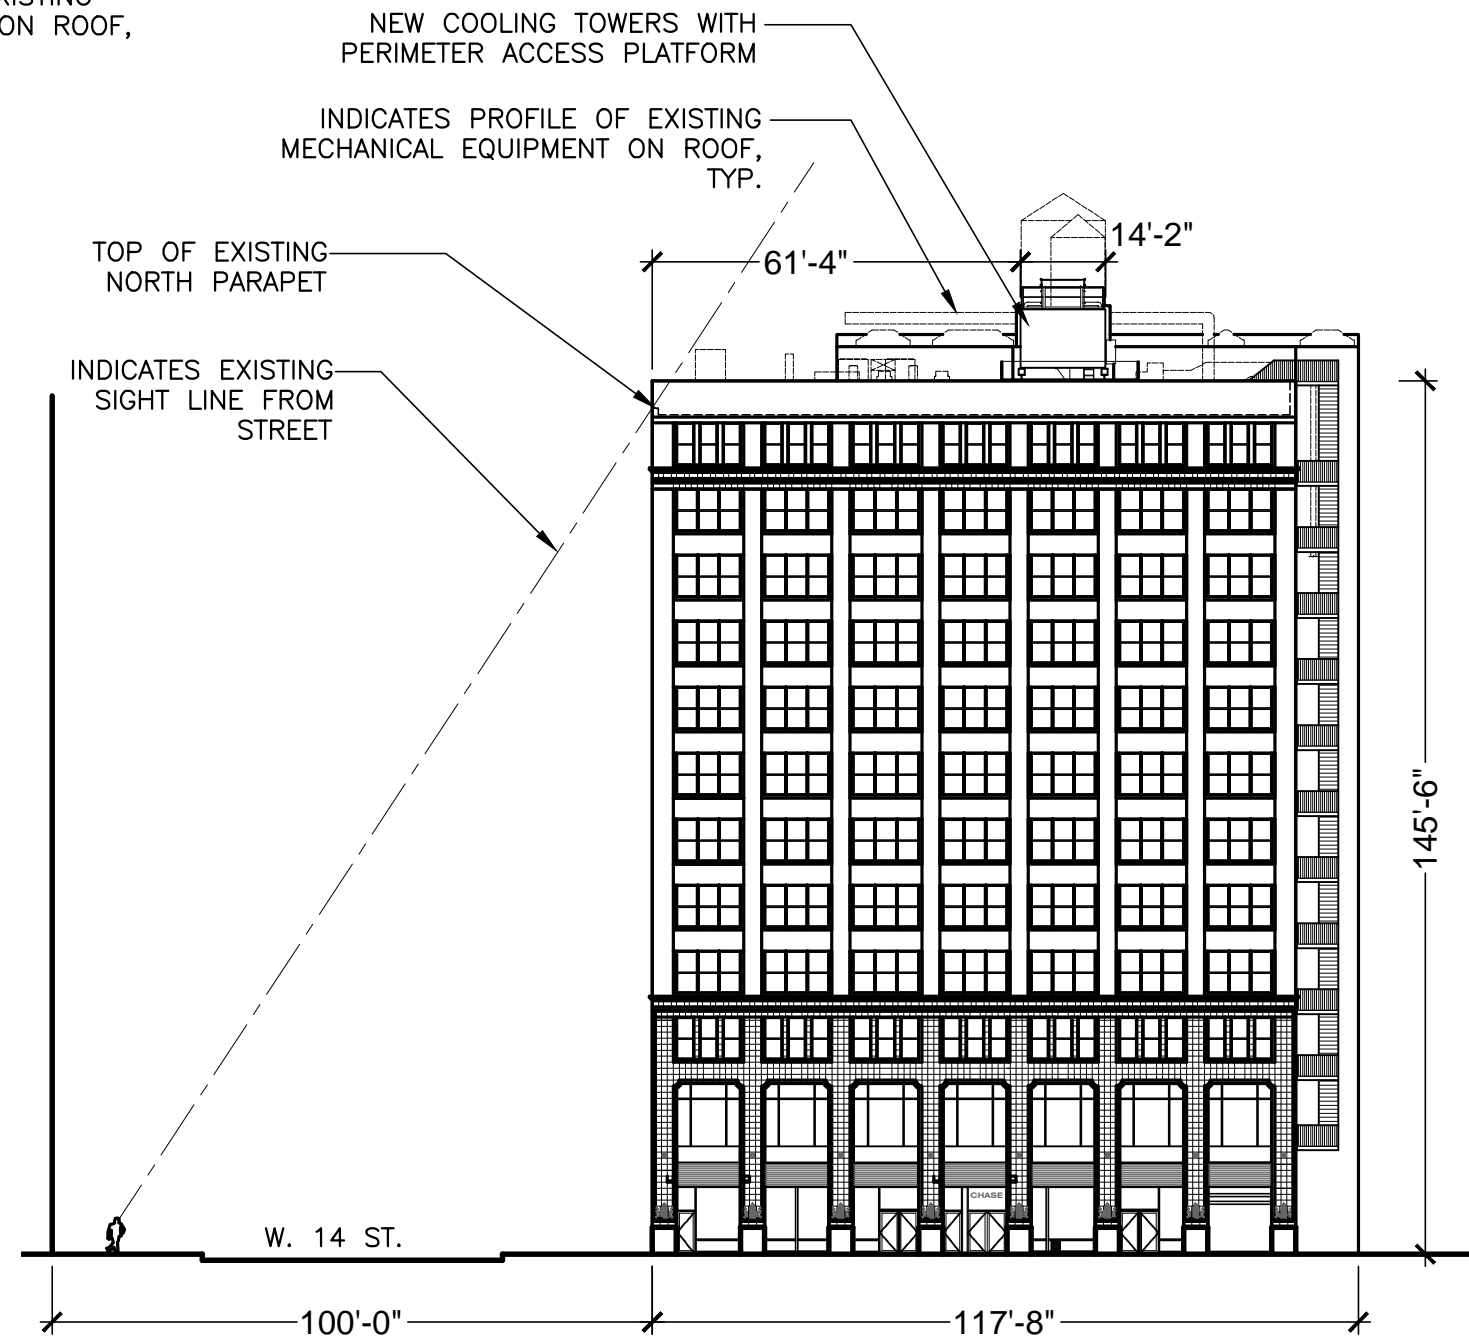 ON ROOF,
NEW COOLING TOWERS WITH
PERIMETER ACCESS PLATFORM
INDICATES PROFILE OF EXISTING
MECHANICAL EQUIPMENT ON ROOF,
TYP.
14'-2"
61'-4"
TOP OF EXISTING
NORTH PARAPET
INDICATES EXISTING
SIGHT LINE FROM
STREET
145'-6"
CHASE
W. 14 ST.
100'-0"
117'-8"